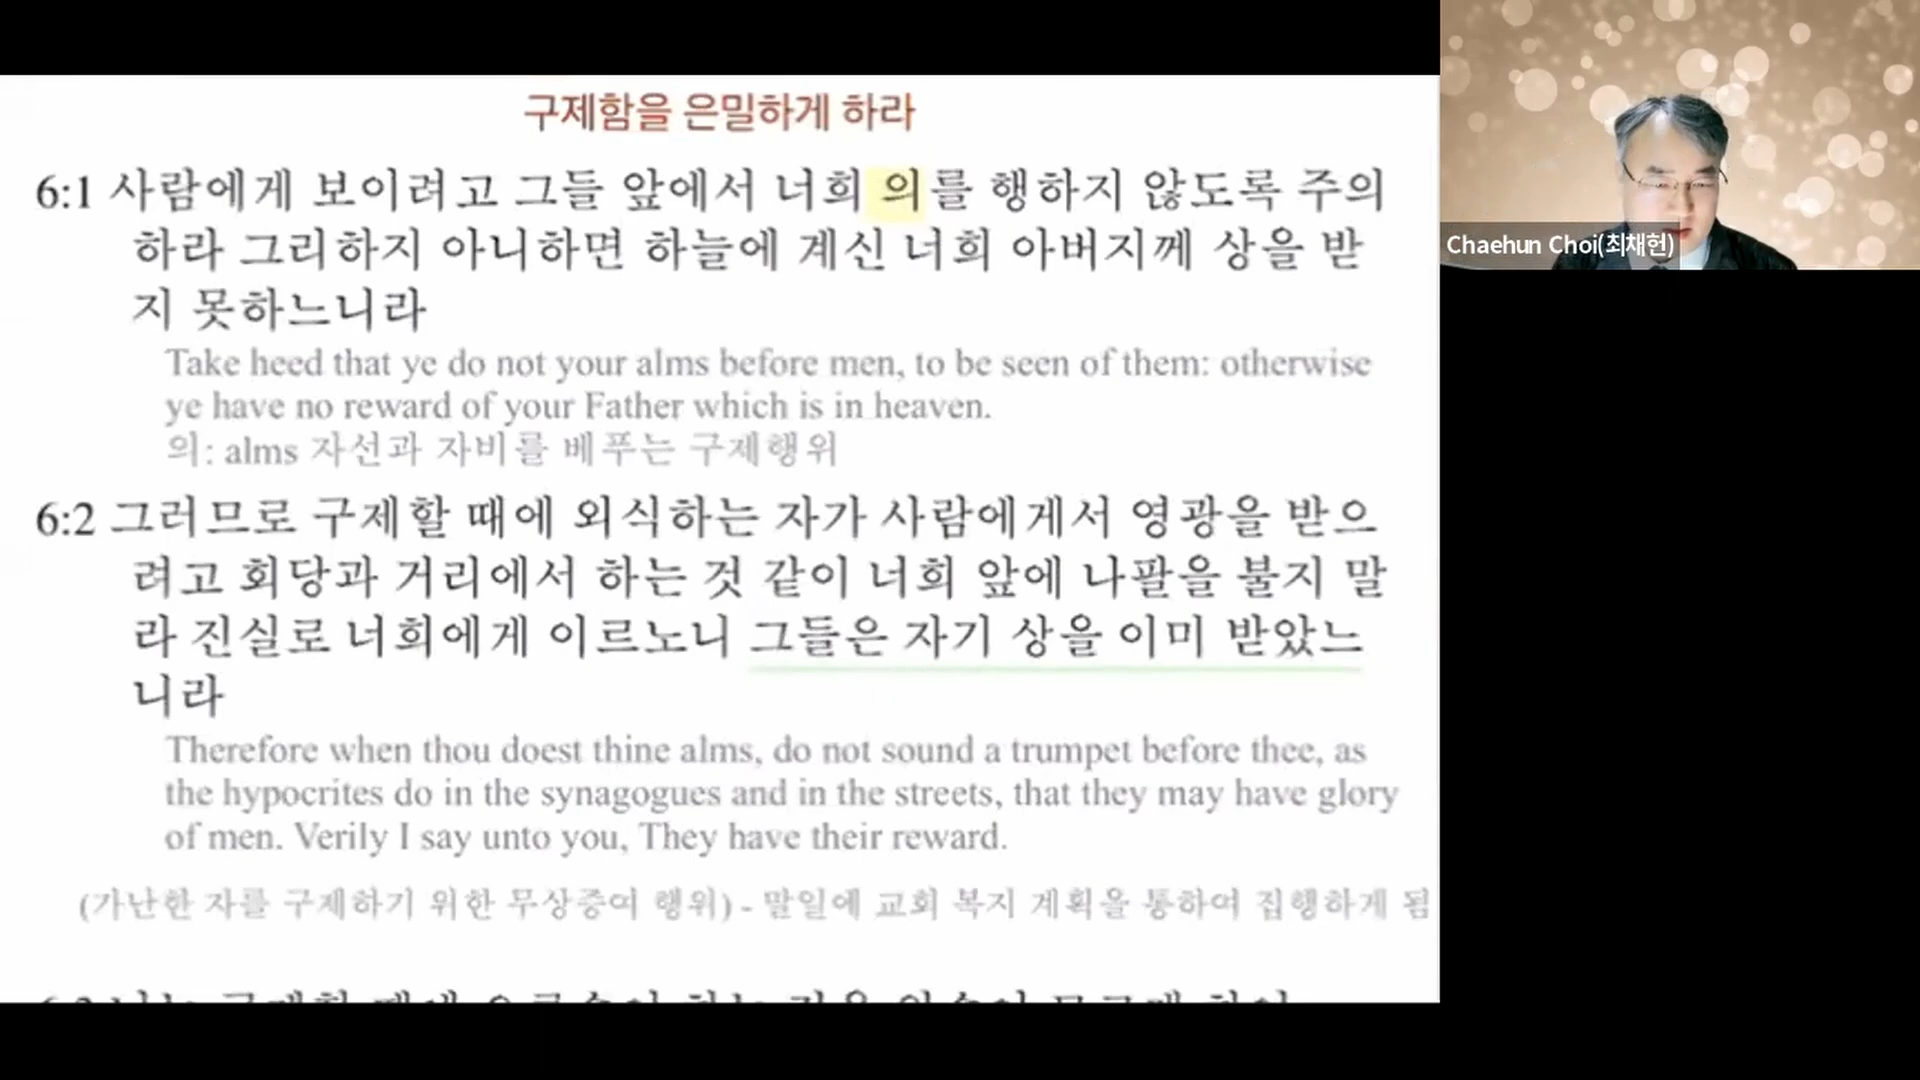 구제함을 은밀하게 하라
6:1 사람에게 보이려고 그들 앞에서 너희 의를 행하지 않도록 주의
하라 그리하지 아니하면 하늘에 계신 너희 아버지께 상을 받
지 못하느니라
Take heed that ye do not your alms before men, to be seen of them: otherwise
ye have no reward of your Father which is in heaven.
의: alms 자선과 자비를 베푸는 구제행위
6:2 그러므로 구제할 때에 외식하는 자가 사람에게서 영광을 받으
려고 회당과 거리에서 하는 것 같이 너희 앞에 나팔을 불지 말
라 진실로 너희에게 이르노니 그들은 자기 상을 이미 받았느
니라
Therefore when thou doest thine alms, do not sound a trumpet before thee, as
the hypocrites do in the synagogues and in the streets, that they may have glory
of men. Verily I say unto you, They have their reward.
(가난한 자를 구제하기 위한 무상증여 행위) - 말일에 교회 복지 계획을 통하여 집행하게 됨
Chaehun Choi(최채헌)